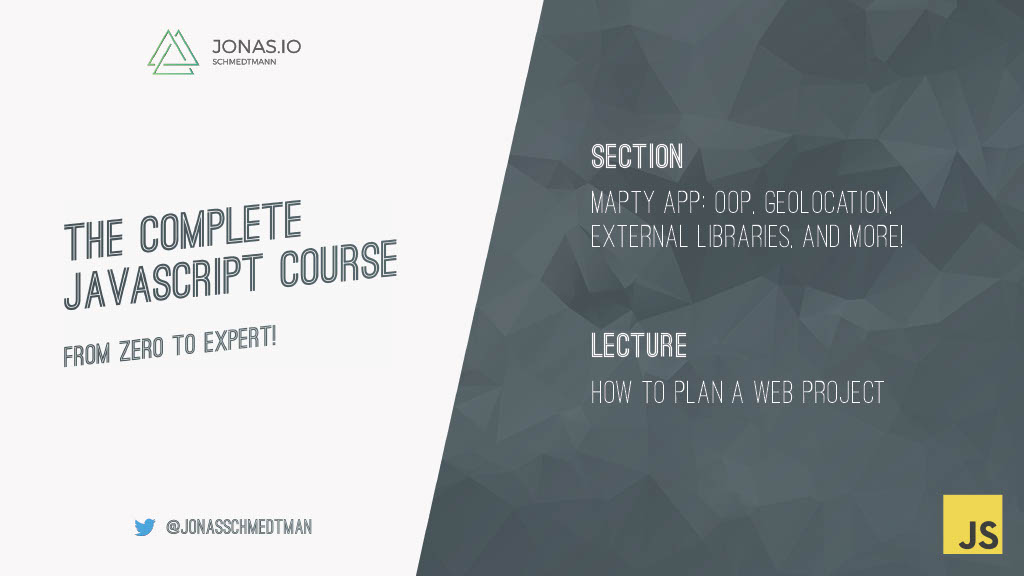 JONAS.IO
SCHMEDTMANN
THE COMPLETE
JAVASCRIPT COURSE
FROM ZERO TO EXPERT!
@JONASSCHMEDTMAN
SECTION
MAPTY APP: OOP, GEOLOCATION,
EXTERNAL LIBRARIES, AND MORE!
LECTURE
HOW TO PLAN A WEB PROJECT
JS